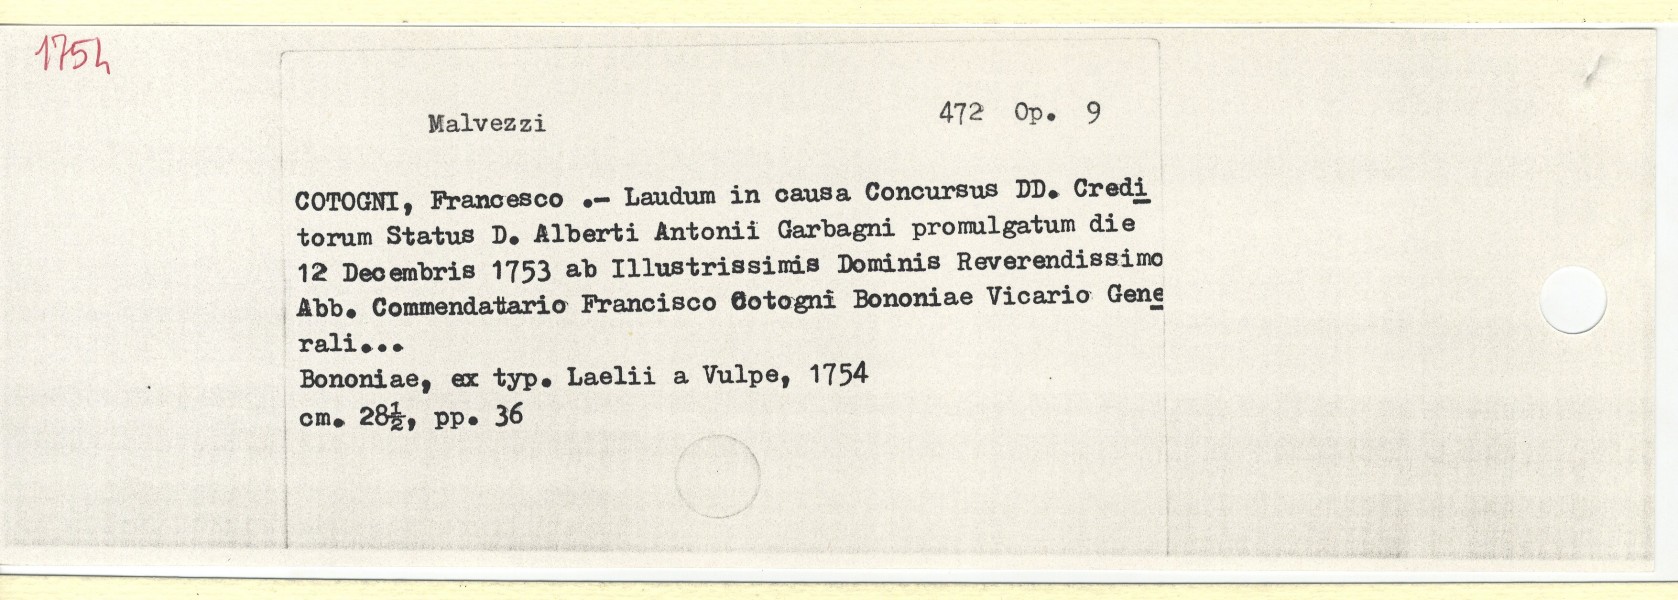 1754
Malvezzi 472 Op. 9
COTOGNI, Francesco .- Laudum in causa Concursus DD. Credi
torum Status D. Alberti Antonii Garbagni promulgatum die
12 Decembris 1753 ab Illustrissimis Dominis Reverendissimo
Abb. Commendattario Francisco Cotogni Bononiae Vicario Gene
rali...
Bononiae, ex typ. Laelii a Vulpe, 1754
cm. 28½, pp. 36